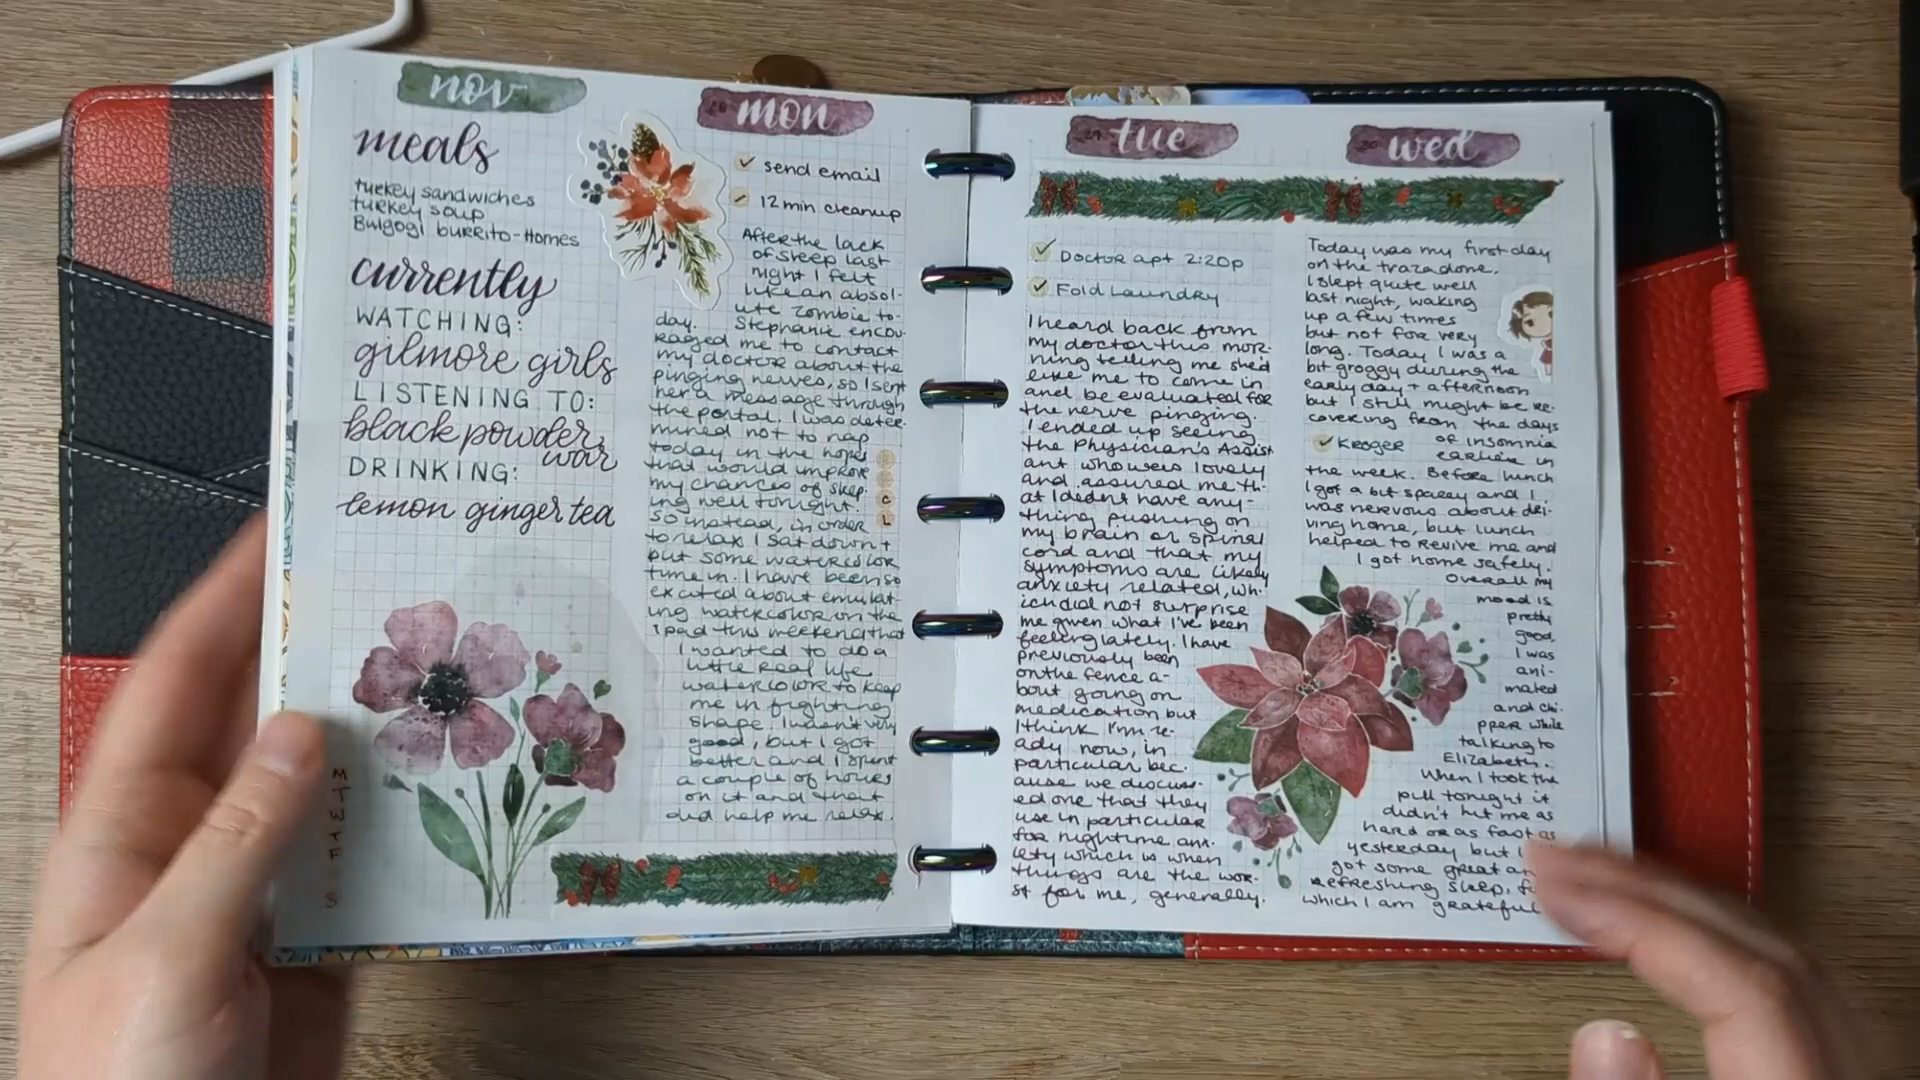 nov
meals
turkey sandwiches
turkey soup
Bulgogi burrito-Homes
currently
WATCHING:
gilmore girls
LISTENING TO:
black powder
war
DRINKING:
lemon ginger tea
M
T
W
T
F
S
S
28 mon
send email
12 min cleanup
After the lack
of sleep last
night I felt
like an absol-
ute zombie to-
day. Stephanie encou-
raged me to contact
my doctor about the
pinging nerves, so I sent
her a message through
the portal. I was deter-
mined not to nap
today in the hopes
that would improve
my chances of sleep-
ing well tonight.
So instead, in order
to relax I sat down +
put some watercolor
time in. I have been so
excited about emulat-
ing watercolor on the
ipad this weekend that
I wanted to do a
little real life
watercolor to keep
me in fighting
shape. I wasn't very
good, but I got
better and I spent
a couple of hours
on it and that
did help me relax.
C
L
29 tue
Doctor apt 2:20p
Fold Laundry
I heard back from
my doctor this mor-
ning telling me she'd
like me to come in
and be evaluated for
the nerve pinging.
I ended up seeing
the Physician's Assist
ant who was lovely
and assured me th-
at I didn't have any-
thing pushing on
my brain or spinal
cord and that my
symptoms are likely
anxiety related, wh-
ich did not surprise
me given what I've been
feeling lately. I have
previously been
on the fence a-
bout going on
medication but
I think I'm re-
ady now, in
particular bec-
ause we discuss-
ed one that they
use in particular
for nightime anx-
iety which is when
things are the wor-
st for me, generally.
30 wed
Today was my first day
on the trazadone.
I slept quite well
last night, waking
up a few times
but not for very
long. Today I was a
bit groggy during the
early day + afternoon
but I still might be re-
covering from the days
Kroger of insomnia
earlier in
the week. Before lunch
I got a bit spacey and I
was nervous about dri-
ving home, but lunch
helped to revive me and
I got home safely.
Overall my
mood is
pretty
good.
I was
ani-
mated
and chi-
pper while
talking to
Elizabeth.
When I took the
pill tonight it
didn't hit me as
hard or as fast as
yesterday but I
got some great an
refreshing sleep, fo
which I am grateful